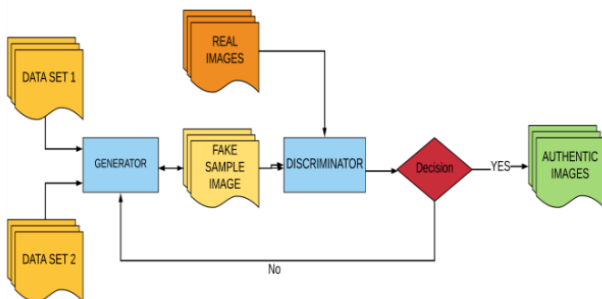 REAL
IMAGES
DATA SET 1
GENERATOR
FAKE
SAMPLE
IMAGE
DISCRIMINATOR
Decision
YES
AUTHENTIC
IMAGES
DATA SET 2
No